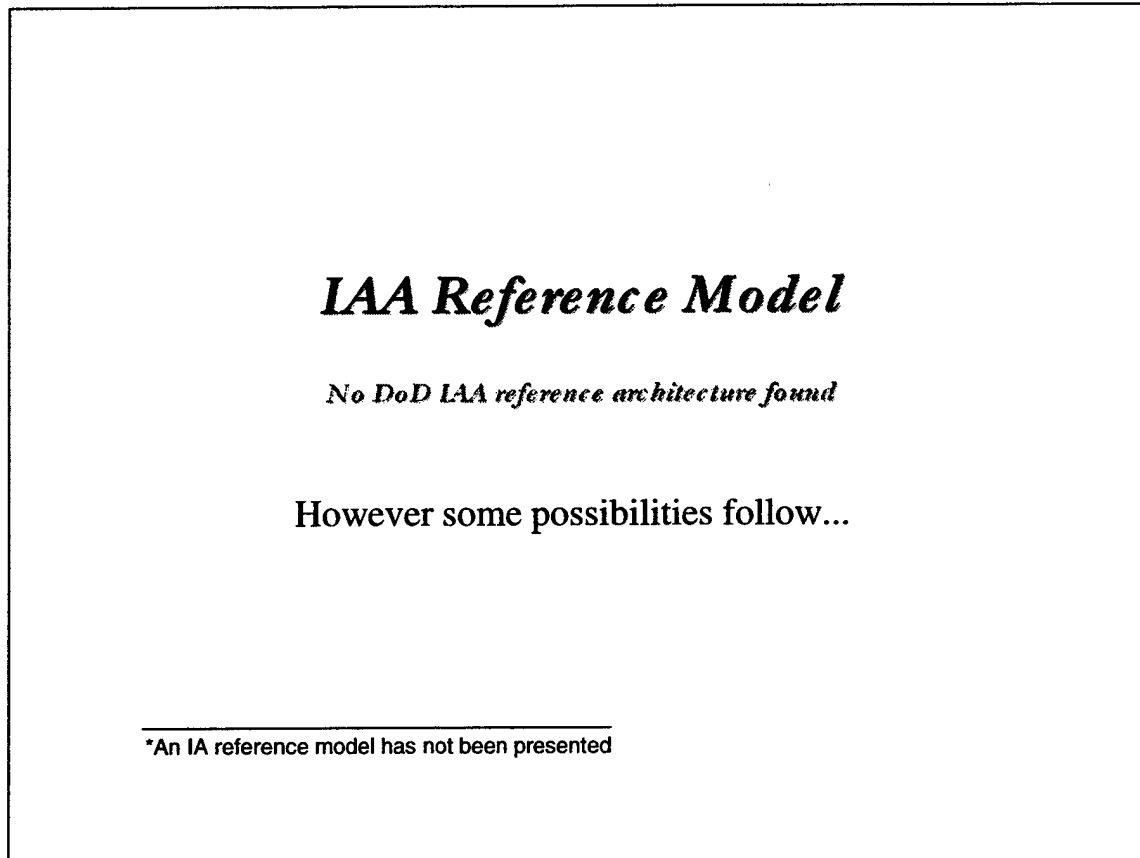 IAA Reference Model
No DoD IAA reference architecture found
However some possibilities follow...
*An IA reference model has not been presented